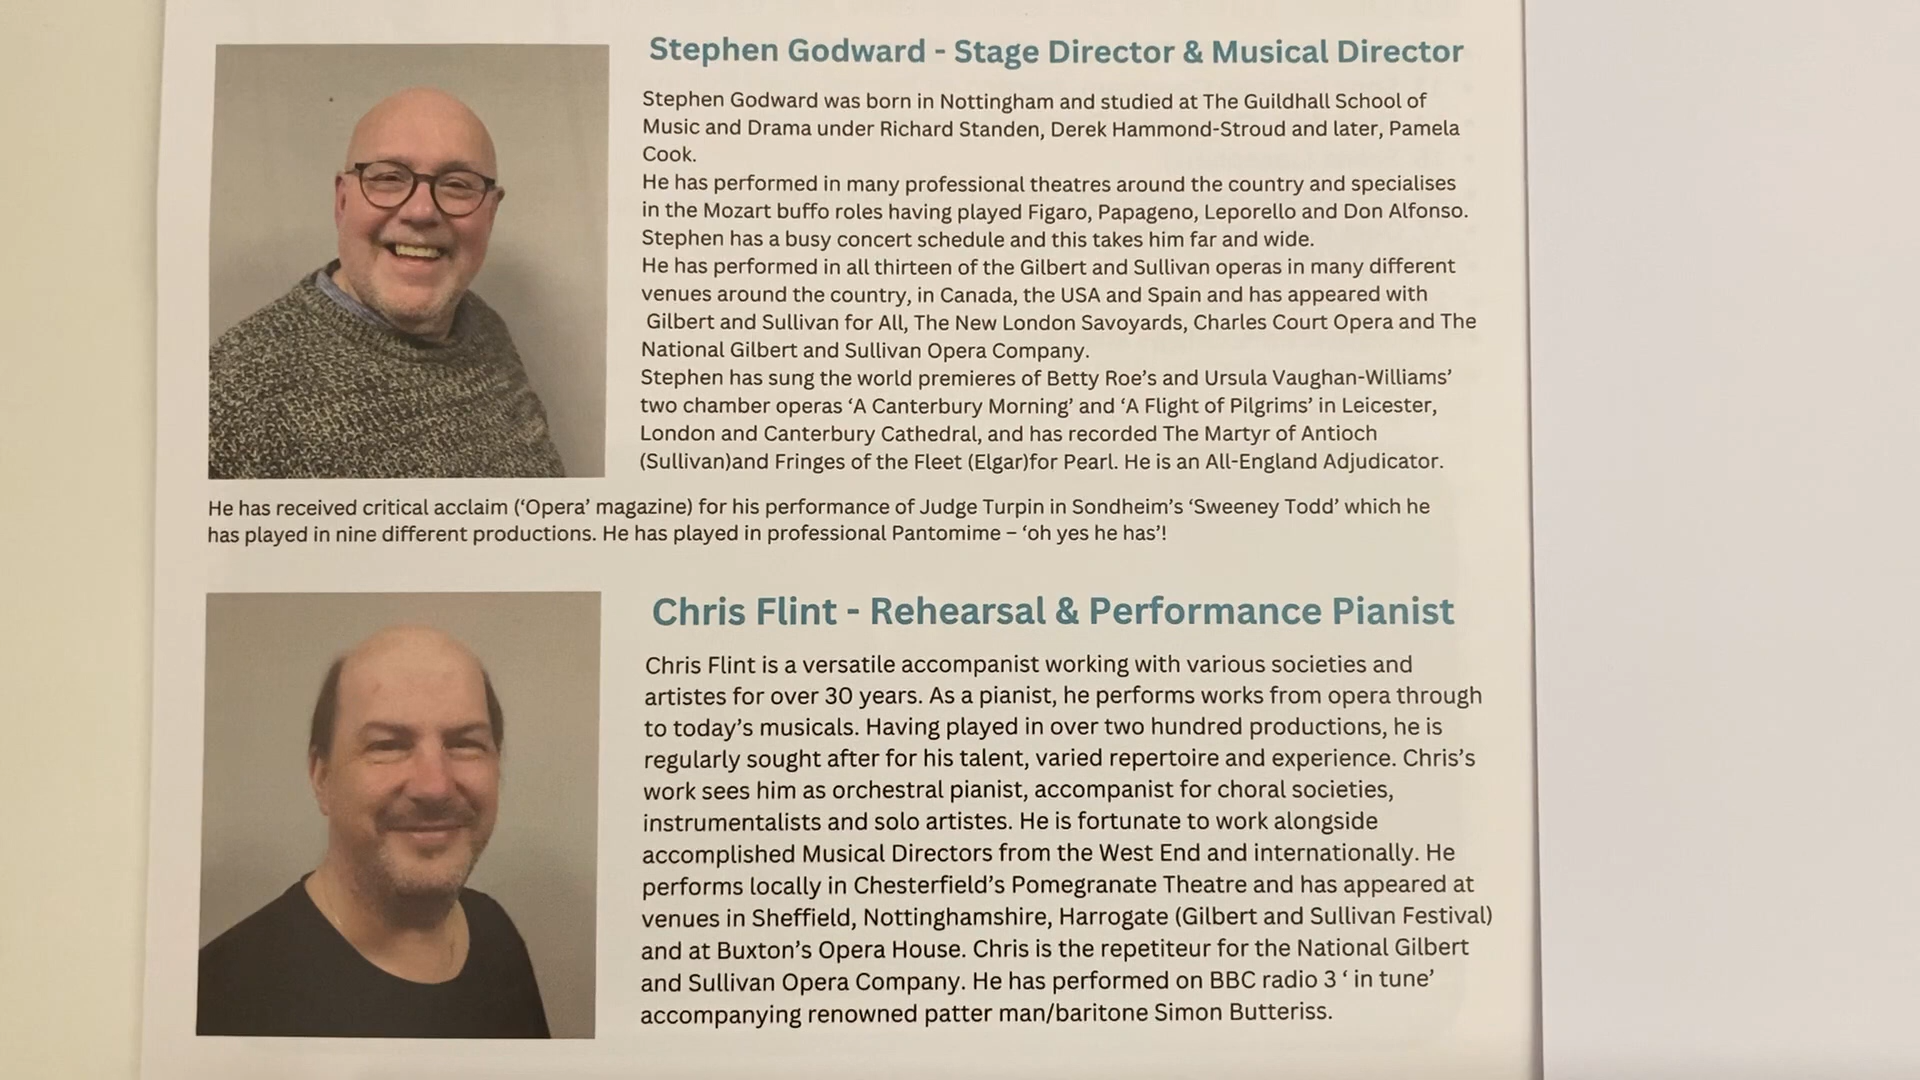 Stephen Godward - Stage Director & Musical Director
Stephen Godward was born in Nottingham and studied at The Guildhall School of
Music and Drama under Richard Standen, Derek Hammond-Stroud and later, Pamela
Cook.
He has performed in many professional theatres around the country and specialises
in the Mozart buffo roles having played Figaro, Papageno, Leporello and Don Alfonso.
Stephen has a busy concert schedule and this takes him far and wide.
He has performed in all thirteen of the Gilbert and Sullivan operas in many different
venues around the country, in Canada, the USA and Spain and has appeared with
Gilbert and Sullivan for All, The New London Savoyards, Charles Court Opera and The
National Gilbert and Sullivan Opera Company.
Stephen has sung the world premieres of Betty Roe’s and Ursula Vaughan-Williams’
two chamber operas ‘A Canterbury Morning’ and ‘A Flight of Pilgrims’ in Leicester,
London and Canterbury Cathedral, and has recorded The Martyr of Antioch
(Sullivan)and Fringes of the Fleet (Elgar)for Pearl. He is an All-England Adjudicator.
He has received critical acclaim (‘Opera’ magazine) for his performance of Judge Turpin in Sondheim’s ‘Sweeney Todd’ which he
has played in nine different productions. He has played in professional Pantomime – ‘oh yes he has’!
Chris Flint - Rehearsal & Performance Pianist
Chris Flint is a versatile accompanist working with various societies and
artistes for over 30 years. As a pianist, he performs works from opera through
to today’s musicals. Having played in over two hundred productions, he is
regularly sought after for his talent, varied repertoire and experience. Chris’s
work sees him as orchestral pianist, accompanist for choral societies,
instrumentalists and solo artistes. He is fortunate to work alongside
accomplished Musical Directors from the West End and internationally. He
performs locally in Chesterfield’s Pomegranate Theatre and has appeared at
venues in Sheffield, Nottinghamshire, Harrogate (Gilbert and Sullivan Festival)
and at Buxton’s Opera House. Chris is the repetiteur for the National Gilbert
and Sullivan Opera Company. He has performed on BBC radio 3 ‘ in tune’
accompanying renowned patter man/baritone Simon Butteriss.